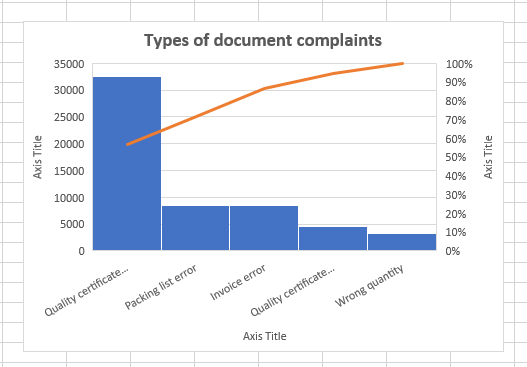 Types of document complaints
35000
30000
25000
20000
15000
10000
5000
0
Axis Title
100%
90%
80%
70%
60%
50%
40%
30%
20%
10%
0%
Axis Title
Quality certificate...
Packing list error
Invoice error
Quality certificate...
Wrong quantity
Axis Title